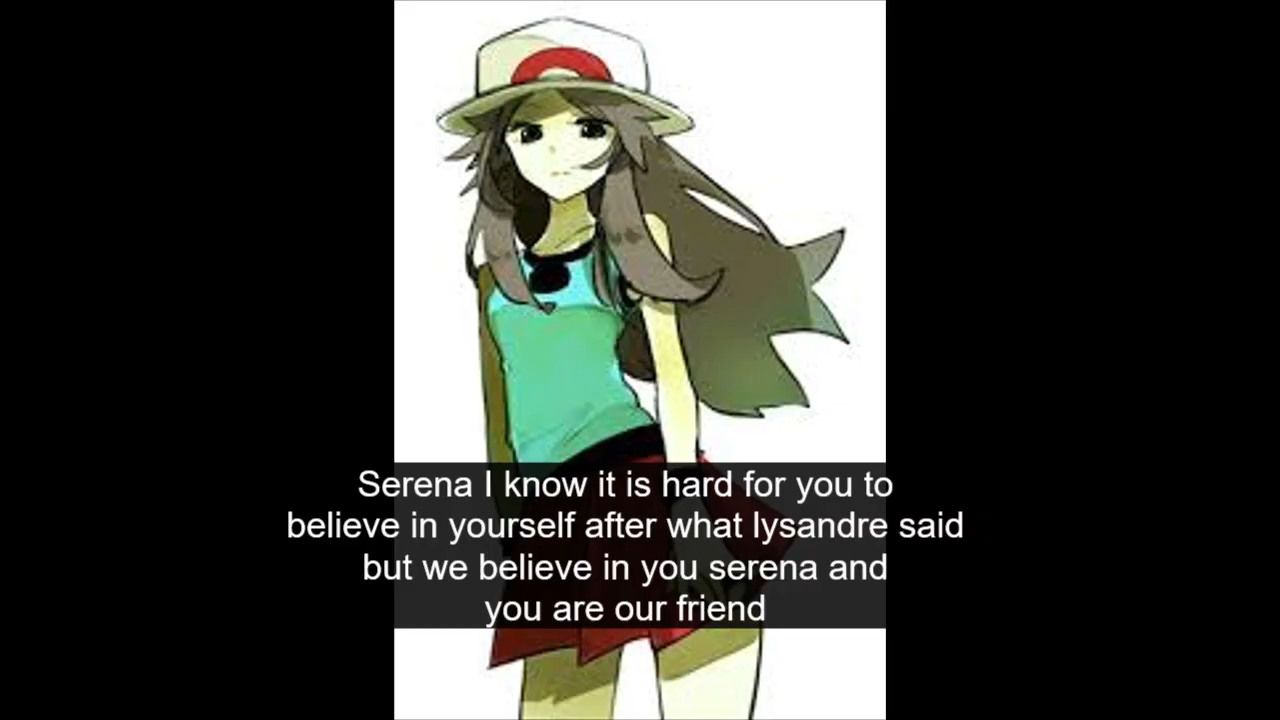 Serena I know it is hard for you to
believe in yourself after what lysandre said
but we believe in you serena and
you are our friend